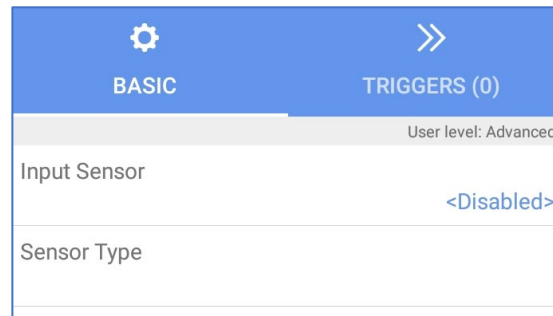 BASIC
TRIGGERS (0)
User level: Advanced
Input Sensor
<Disabled>
Sensor Type